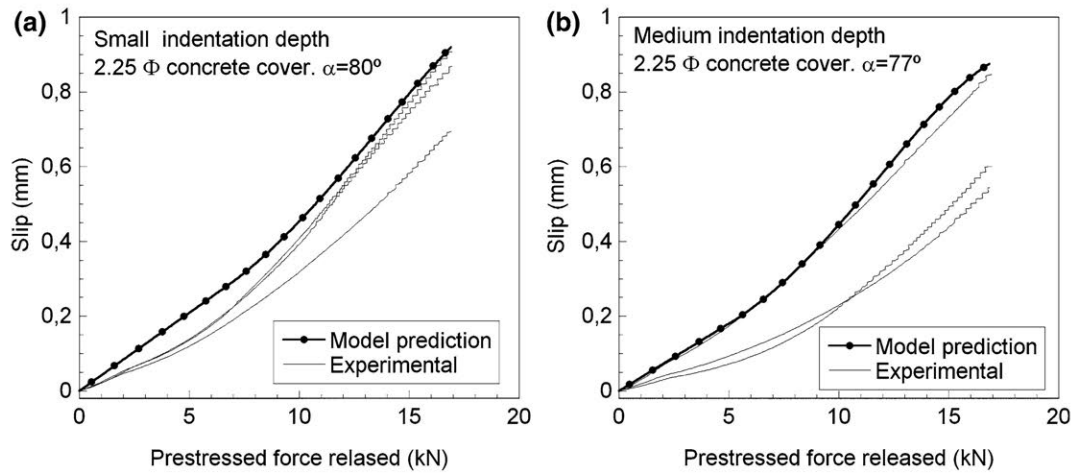 (a)
Small indentation depth
2.25 Φ concrete cover. α=80º
1
0,8
0,6
0,4
0,2
0
Slip (mm)
Model prediction
Experimental
0 5 10 15 20
Prestressed force relased (kN)
(b)
Medium indentation depth
2.25 Φ concrete cover. α=77º
1
0,8
0,6
0,4
0,2
0
Slip (mm)
Model prediction
Experimental
0 5 10 15 20
Prestressed force relased (kN)